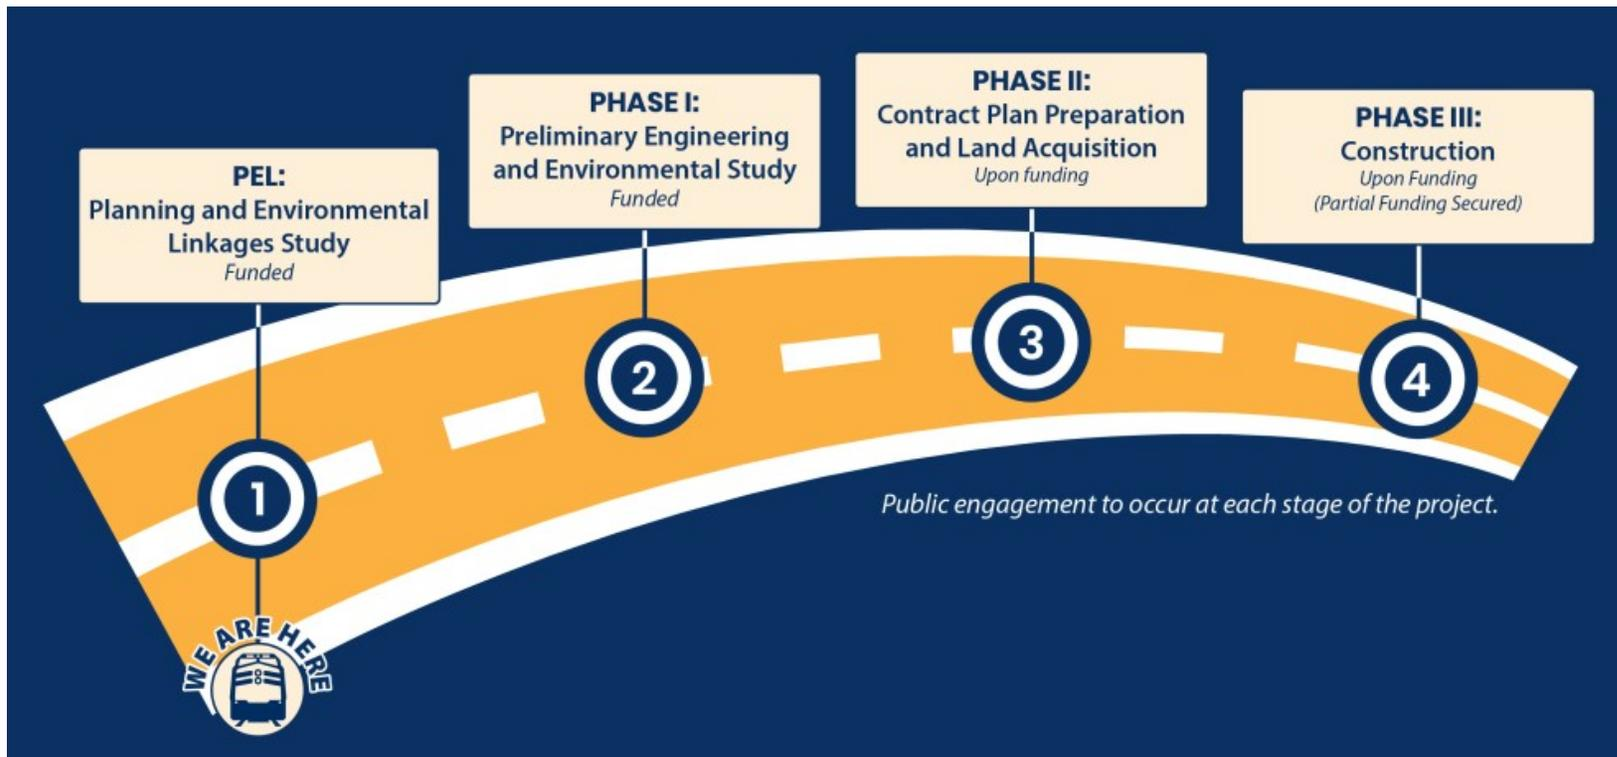 PEL:
Planning and Environmental
Linkages Study
Funded
PHASE I:
Preliminary Engineering
and Environmental Study
Funded
PHASE II:
Contract Plan Preparation
and Land Acquisition
Upon funding
PHASE III:
Construction
Upon Funding
(Partial Funding Secured)
1
2
3
4
Public engagement to occur at each stage of the project.
WE ARE HERE